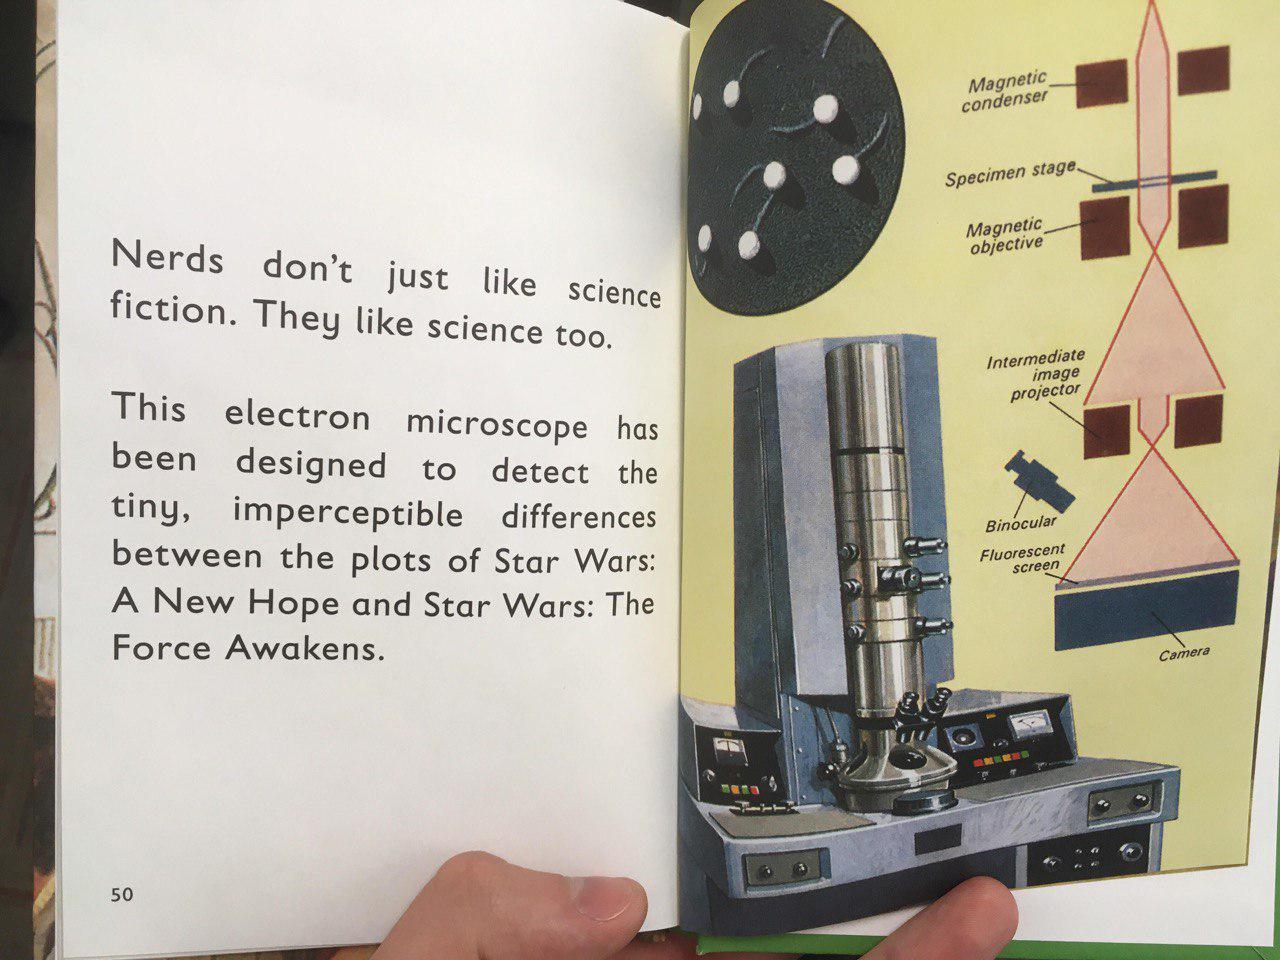 Nerds don't just like science
fiction. They like science too.
This electron microscope has
been designed to detect the
tiny, imperceptible differences
between the plots of Star Wars:
A New Hope and Star Wars: The
Force Awakens.
50
Magnetic
condenser
Specimen stage
Magnetic
objective
Intermediate
image
projector
Binocular
Fluorescent
screen
Camera